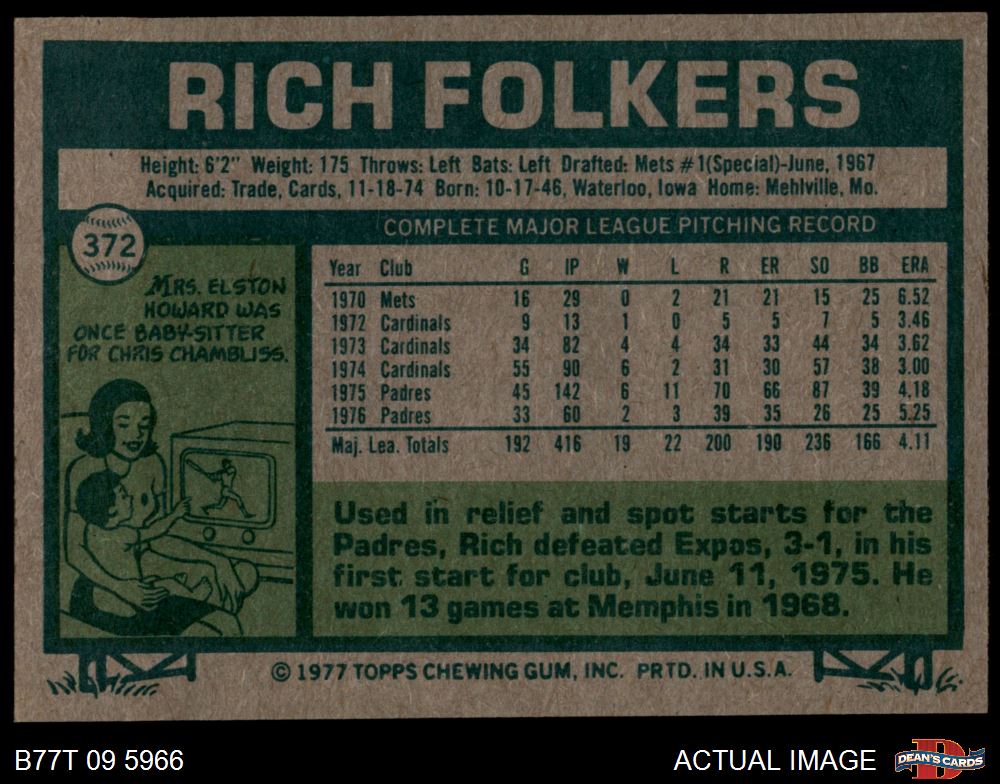 RICH FOLKERS
Height: 6'2" Weight: 175 Throws: Left Bats: Left Drafted: Mets #1(Special)-June, 1967
Acquired: Trade, Cards, 11-18-74 Born: 10-17-46, Waterloo, Iowa Home: Mehlville, Mo.
372
MRS. ELSTON
HOWARD WAS
ONCE BABY-SITTER
FOR CHRIS CHAMBLISS.
COMPLETE MAJOR LEAGUE PITCHING RECORD
Year Club G IP W L R ER SO BB ERA
1970 Mets 16 29 0 2 21 21 15 25 6.52
1972 Cardinals 9 13 1 0 5 5 7 5 3.46
1973 Cardinals 34 82 4 4 34 33 44 34 3.62
1974 Cardinals 55 90 6 2 31 30 57 38 3.00
1975 Padres 45 142 6 11 70 66 87 39 4.18
1976 Padres 33 60 2 3 39 35 26 25 5.25
Maj. Lea. Totals 192 416 19 22 200 190 236 166 4.11
Used in relief and spot starts for the
Padres, Rich defeated Expos, 3-1, in his
first start for club, June 11, 1975. He
won 13 games at Memphis in 1968.
© 1977 TOPPS CHEWING GUM, INC. PRTD. IN U.S.A.
B77T 09 5966
ACTUAL IMAGE
D
DEAN'S CARDS